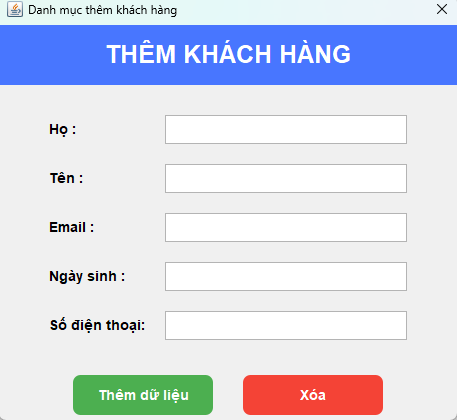 Danh mục thêm khách hàng
THÊM KHÁCH HÀNG
Họ :
Tên :
Email :
Ngày sinh :
Số điện thoại:
Thêm dữ liệu
Xóa